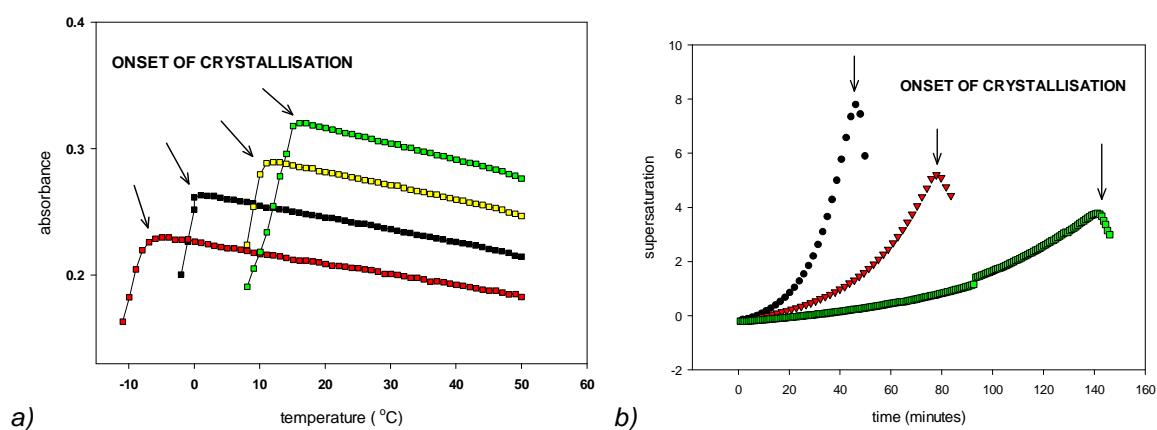 0.4
ONSET OF CRYSTALLISATION
0.3
0.2
absorbance
-10 0 10 20 30 40 50 60
temperature ( °C)
a)
10
ONSET OF CRYSTALLISATION
8
6
4
2
0
-2
supersaturation
0 20 40 60 80 100 120 140 160
time (minutes)
b)